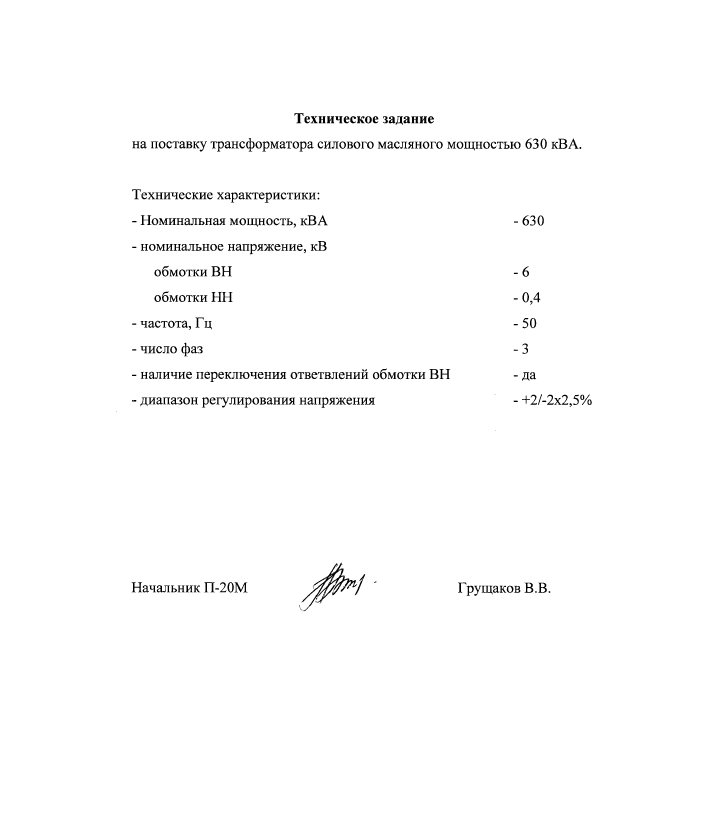 Техническое задание
на поставку трансформатора силового масляного мощностью 630 кВА.
Технические характеристики:
- Номинальная мощность, кВА - 630
- номинальное напряжение, кВ
обмотки ВН - 6
обмотки НН - 0,4
- частота, Гц - 50
- число фаз - 3
- наличие переключения ответвлений обмотки ВН - да
- диапазон регулирования напряжения - +2/-2х2,5%
Начальник П-20М Грущаков В.В.